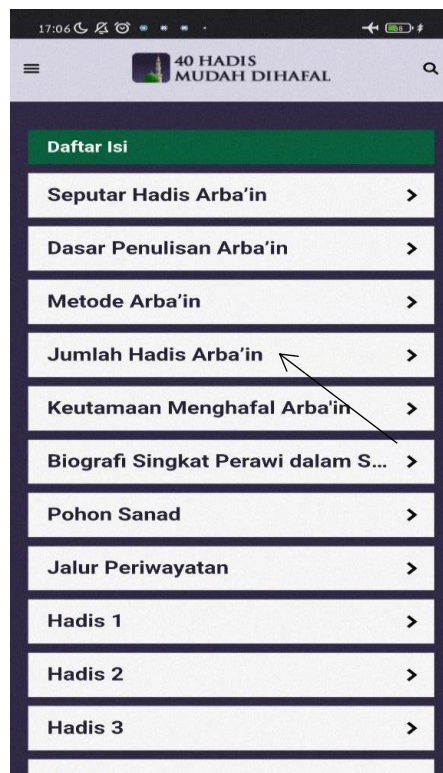 17:06
8
40 HADIS
MUDAH DIHAFAL
Daftar Isi
Seputar Hadis Arba’in
Dasar Penulisan Arba’in
Metode Arba’in
Jumlah Hadis Arba’in
Keutamaan Menghafal Arba'in
Biografi Singkat Perawi dalam S...
Pohon Sanad
Jalur Periwayatan
Hadis 1
Hadis 2
Hadis 3